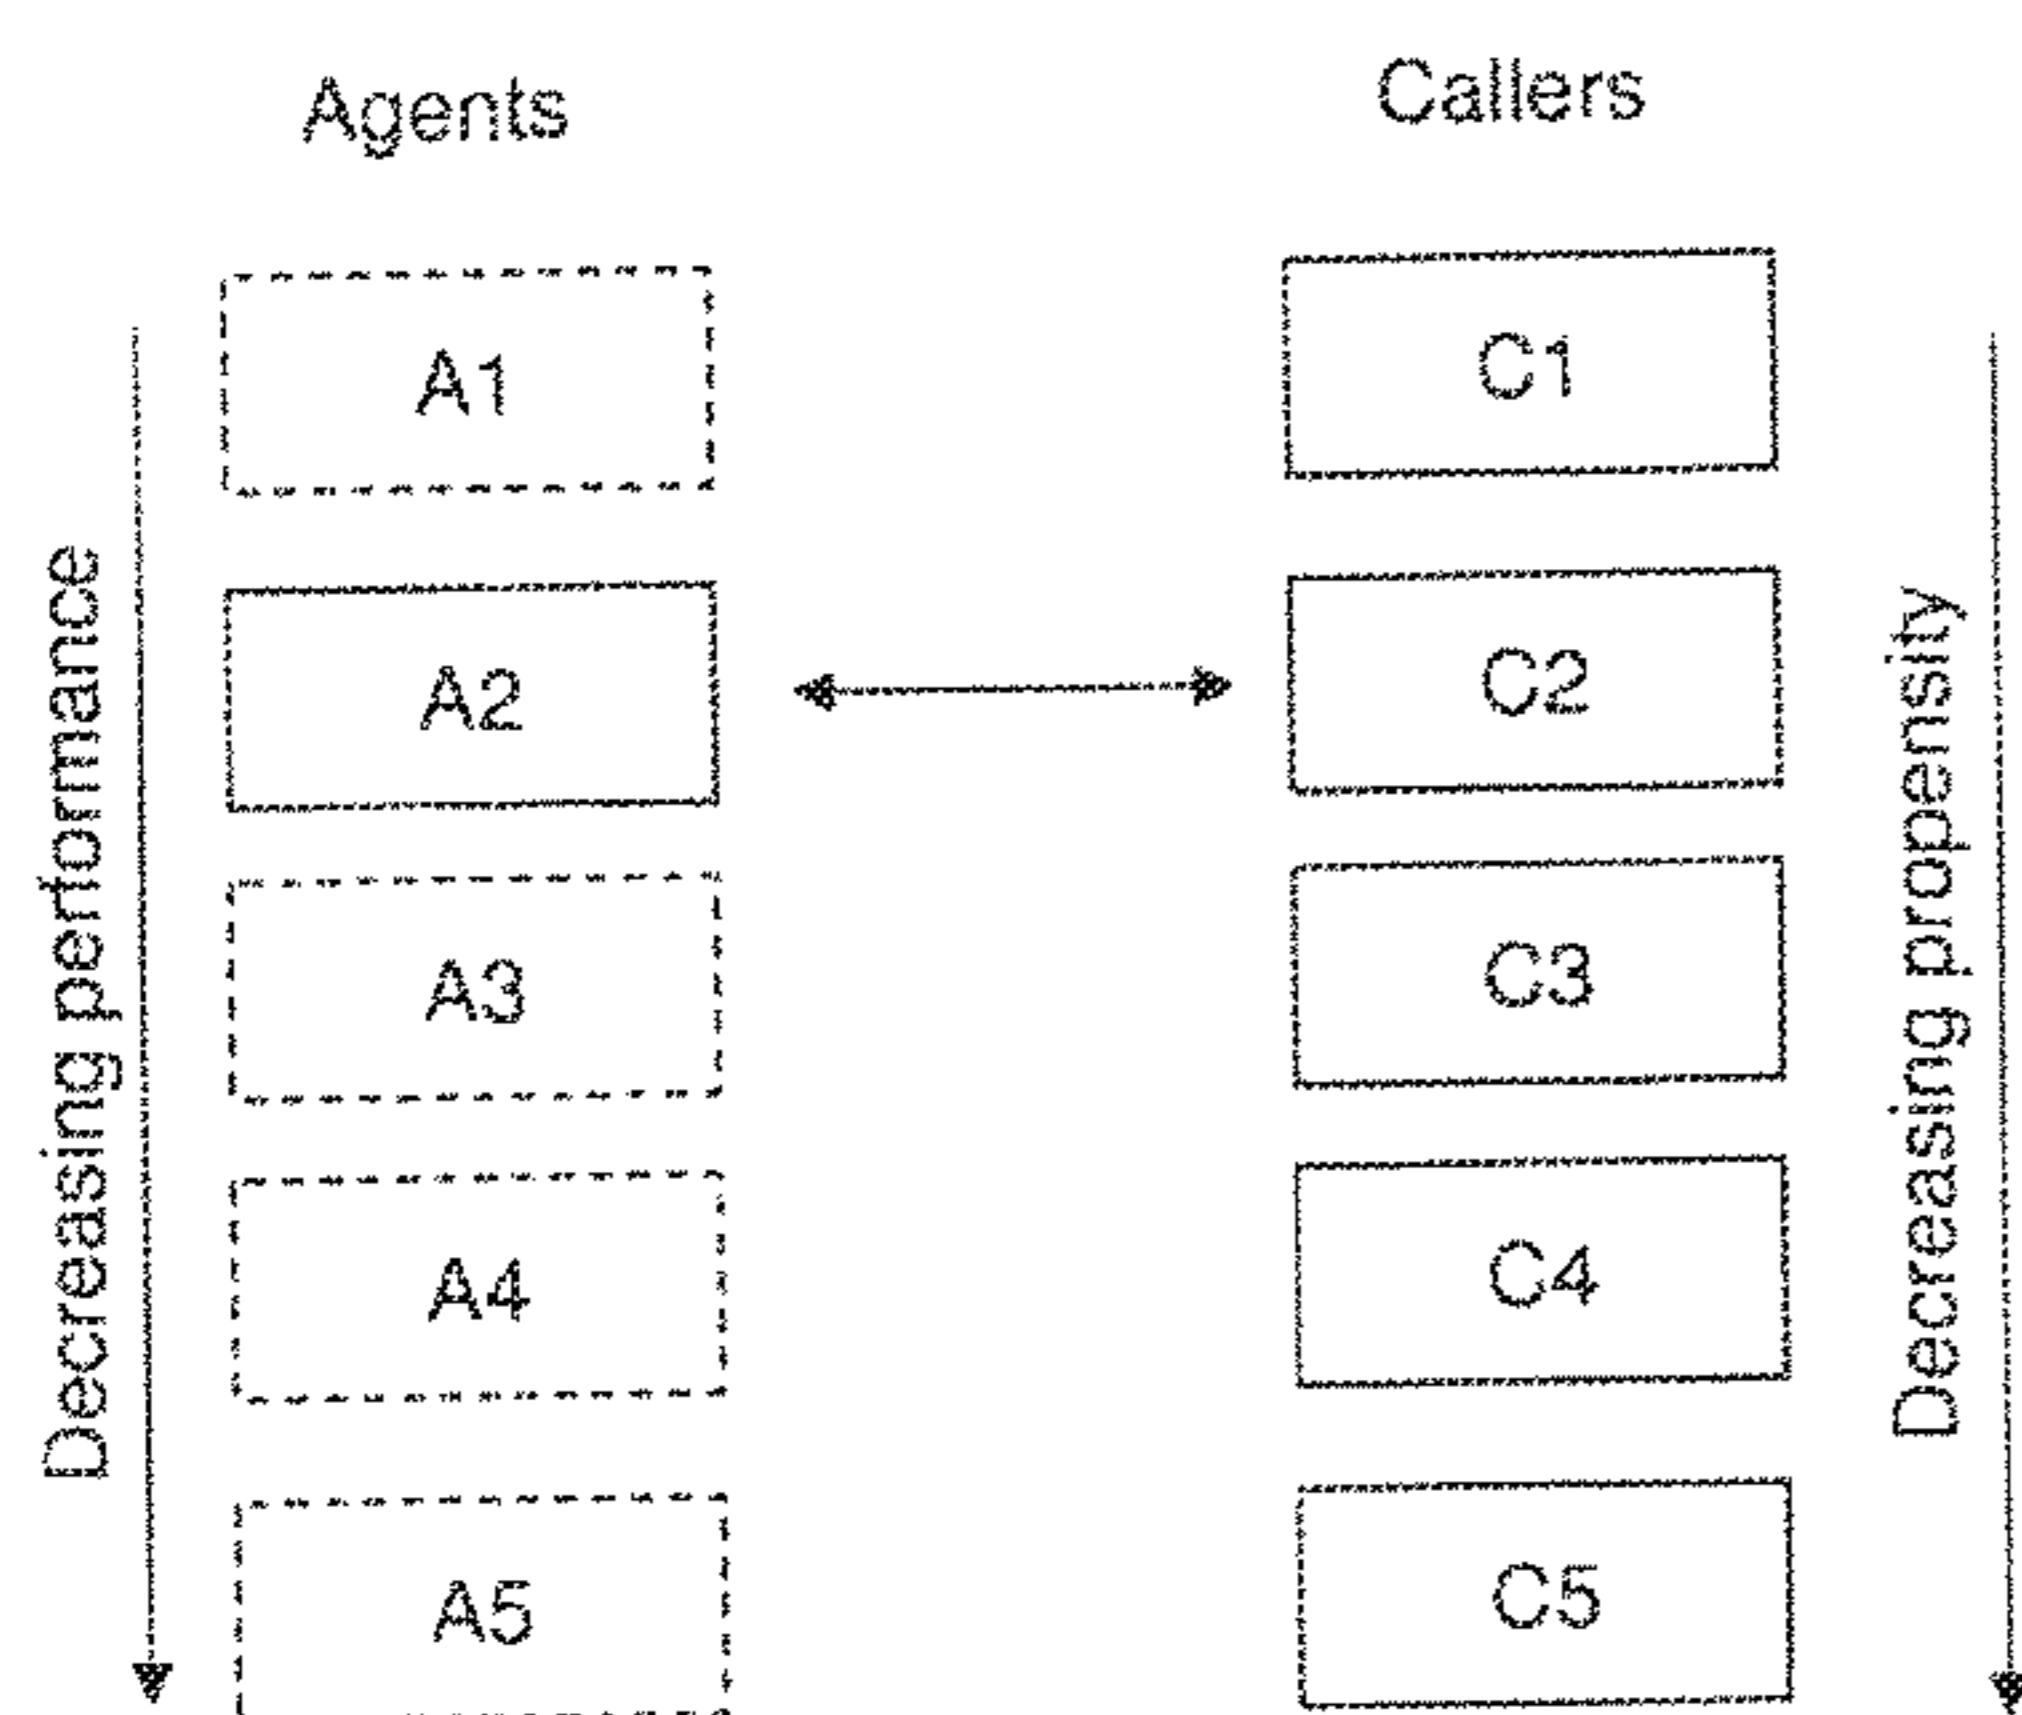 Agents
Callers
A1
C1
A2
C2
A3
C3
A4
C4
A5
C5
Decreasing performance
Decreasing propensity